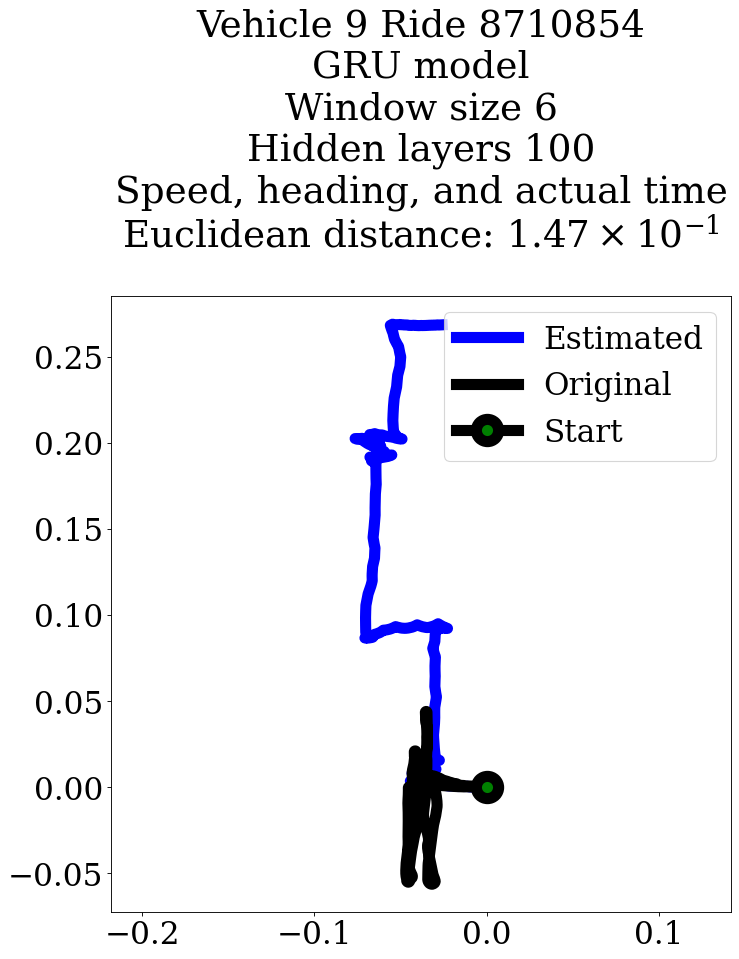 Vehicle 9 Ride 8710854
GRU model
Window size 6
Hidden layers 100
Speed, heading, and actual time
Euclidean distance: 1.47 × 10⁻¹
Estimated
Original
Start
0.25
0.20
0.15
0.10
0.05
0.00
−0.05
−0.2 −0.1 0.0 0.1